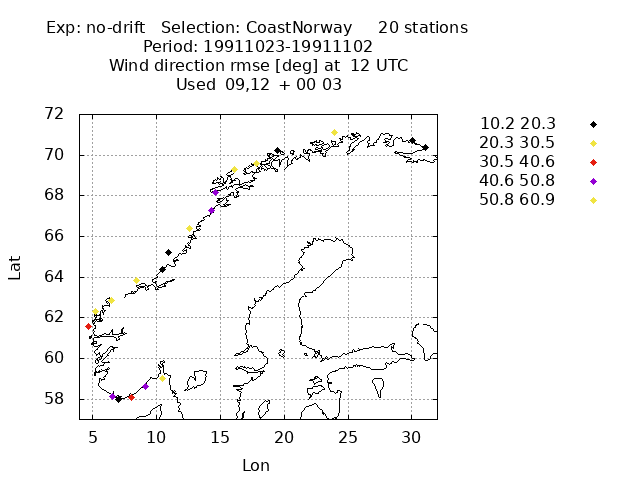 Exp: no-drift Selection: CoastNorway 20 stations
Period: 19911023-19911102
Wind direction rmse [deg] at 12 UTC
Used 09,12 + 00 03
10.2 20.3
20.3 30.5
30.5 40.6
40.6 50.8
50.8 60.9
72
70
68
66
64
62
60
58
Lat
5 10 15 20 25 30
Lon